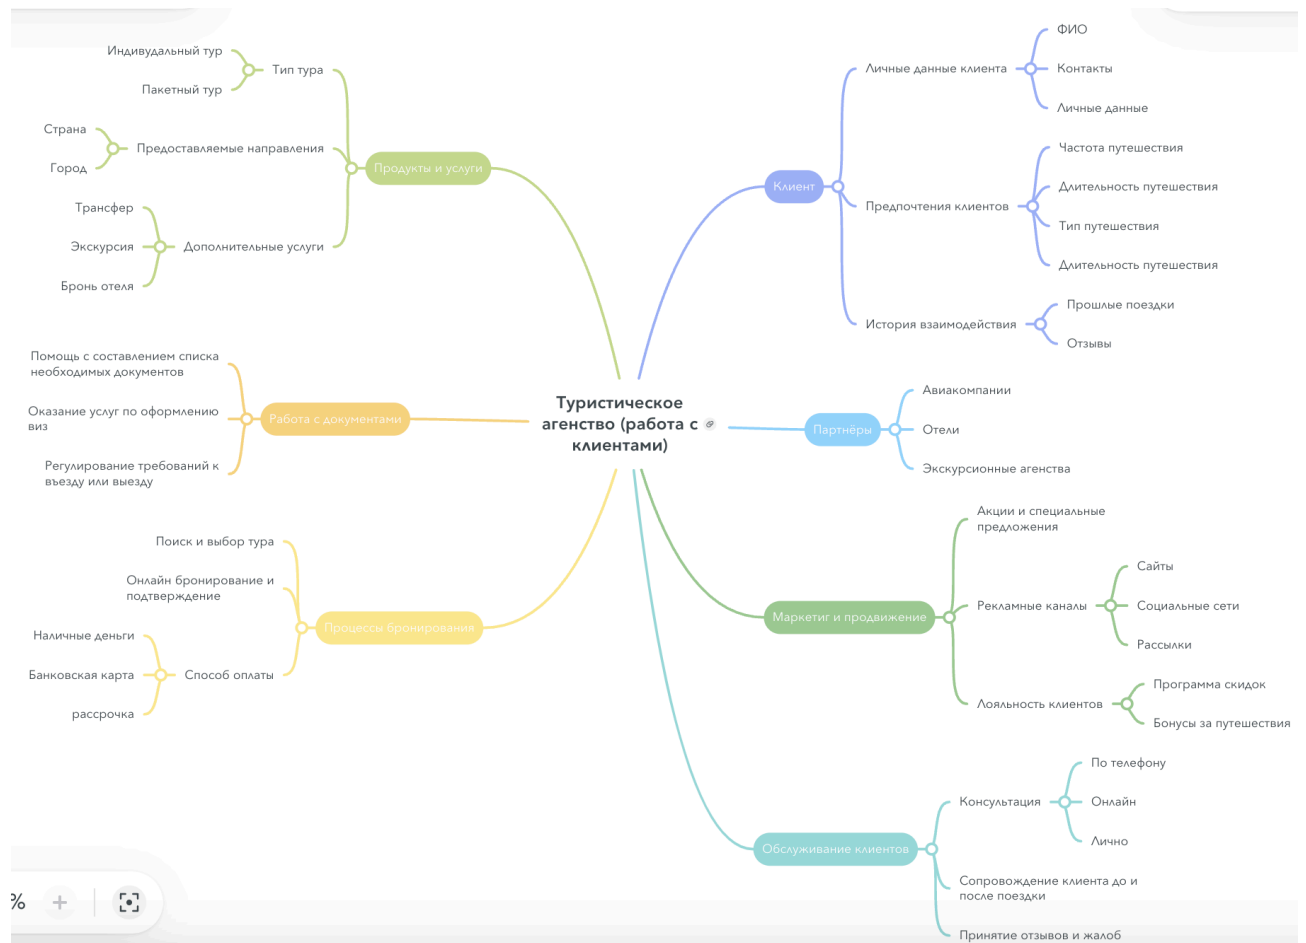 Туристическое
агенство (работа с
клиентами)
Продукты и услуги
Тип тура
Индивудальный тур
Пакетный тур
Предоставляемые направления
Страна
Город
Дополнительные услуги
Трансфер
Экскурсия
Бронь отеля
Работа с документами
Помощь с составлением списка
необходимых документов
Оказание услуг по оформлению
виз
Регулирование требований к
въезду или выезду
Процессы бронирования
Поиск и выбор тура
Онлайн бронирование и
подтверждение
Способ оплаты
Наличные деньги
Банковская карта
рассрочка
Клиент
Личные данные клиента
ФИО
Контакты
Личные данные
Предпочтения клиентов
Частота путешествия
Длительность путешествия
Тип путешествия
Длительность путешествия
История взаимодействия
Прошлые поездки
Отзывы
Партнёры
Авиакомпании
Отели
Экскурсионные агенства
Маркетиг и продвижение
Акции и специальные
предложения
Рекламные каналы
Сайты
Социальные сети
Рассылки
Лояльность клиентов
Программа скидок
Бонусы за путешествия
Обслуживание клиентов
Консультация
По телефону
Онлайн
Лично
Сопровождение клиента до и
после поездки
Принятие отзывов и жалоб
%